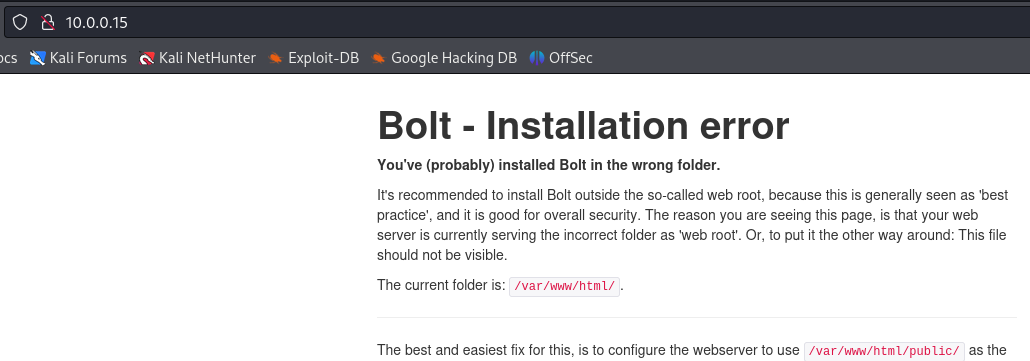 10.0.0.15
ocs Kali Forums Kali NetHunter Exploit-DB Google Hacking DB OffSec
Bolt - Installation error
You've (probably) installed Bolt in the wrong folder.
It's recommended to install Bolt outside the so-called web root, because this is generally seen as 'best
practice', and it is good for overall security. The reason you are seeing this page, is that your web
server is currently serving the incorrect folder as 'web root'. Or, to put it the other way around: This file
should not be visible.
The current folder is: /var/www/html/.
The best and easiest fix for this, is to configure the webserver to use /var/www/html/public/ as the